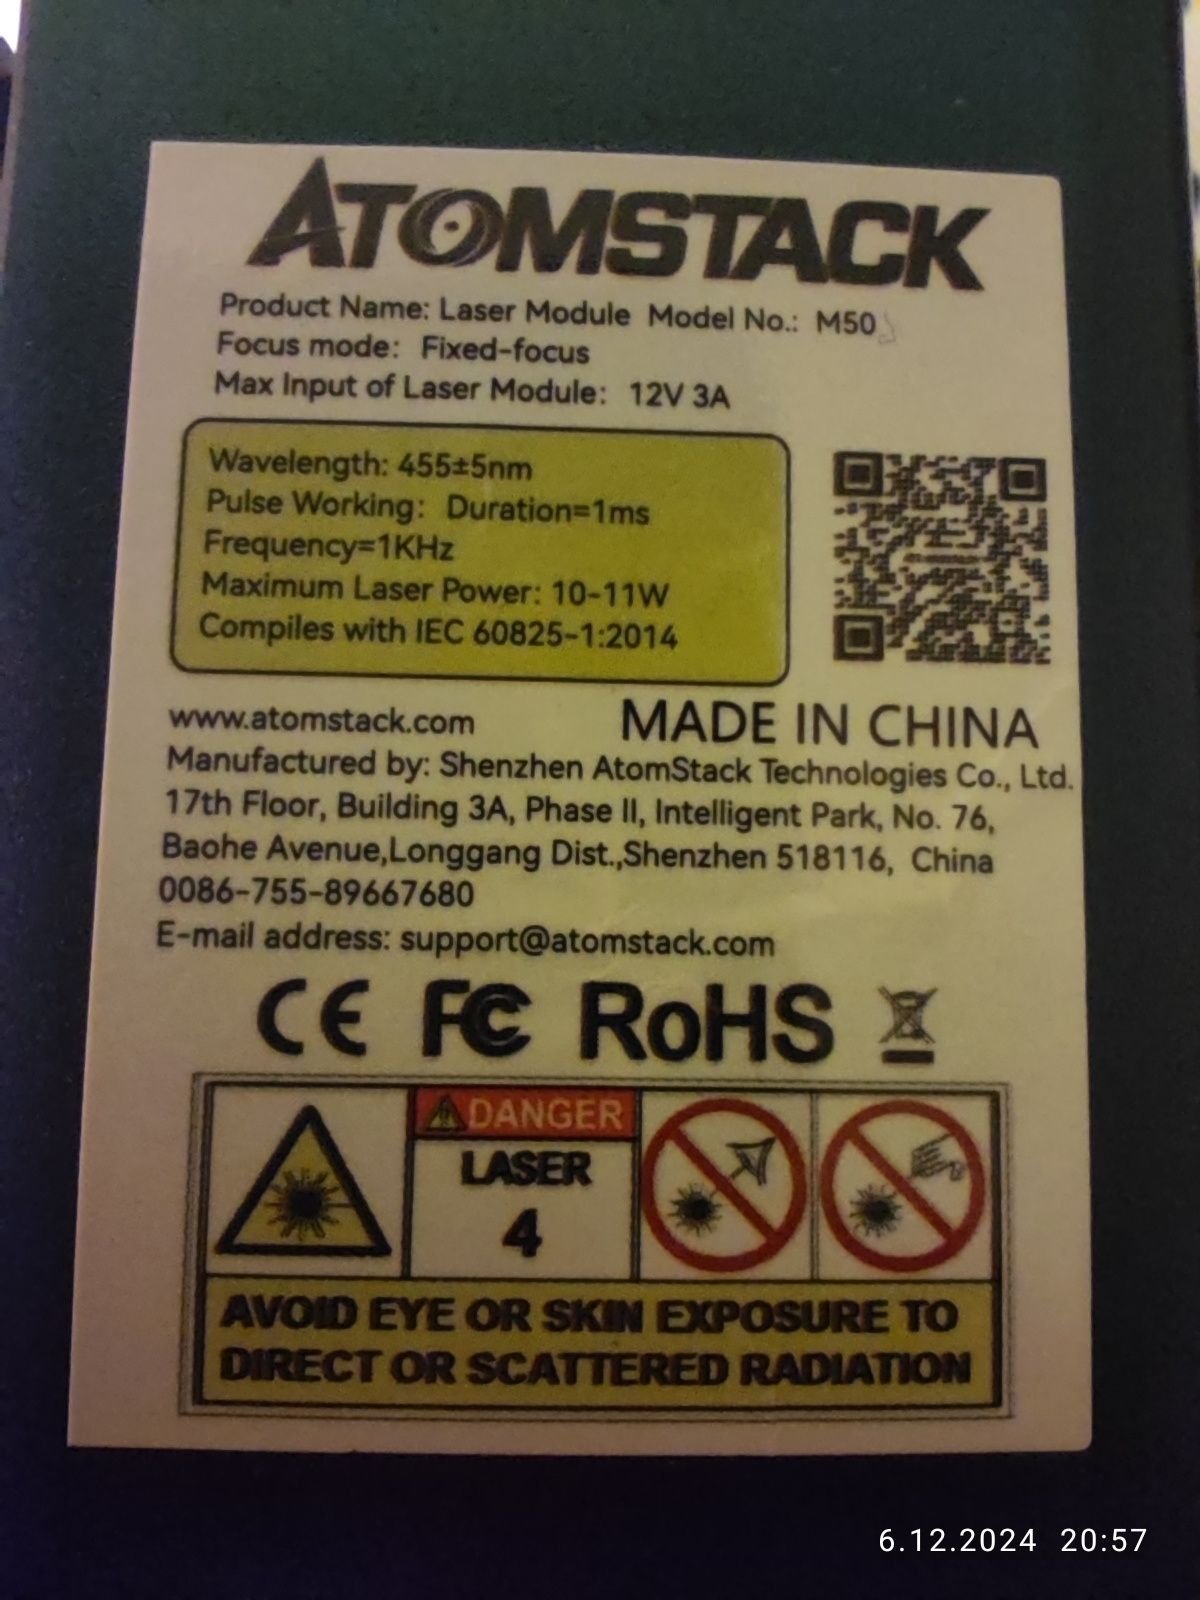 ATOMSTACK
Product Name: Laser Module Model No.: M50
Focus mode: Fixed-focus
Max Input of Laser Module: 12V 3A
Wavelength: 455±5nm
Pulse Working: Duration=1ms
Frequency=1KHz
Maximum Laser Power: 10-11W
Compiles with IEC 60825-1:2014
www.atomstack.com MADE IN CHINA
Manufactured by: Shenzhen AtomStack Technologies Co., Ltd.
17th Floor, Building 3A, Phase II, Intelligent Park, No. 76,
Baohe Avenue,Longgang Dist.,Shenzhen 518116, China
0086-755-89667680
E-mail address: support@atomstack.com
CE FC RoHS
DANGER
LASER
4
AVOID EYE OR SKIN EXPOSURE TO
DIRECT OR SCATTERED RADIATION
6.12.2024 20:57